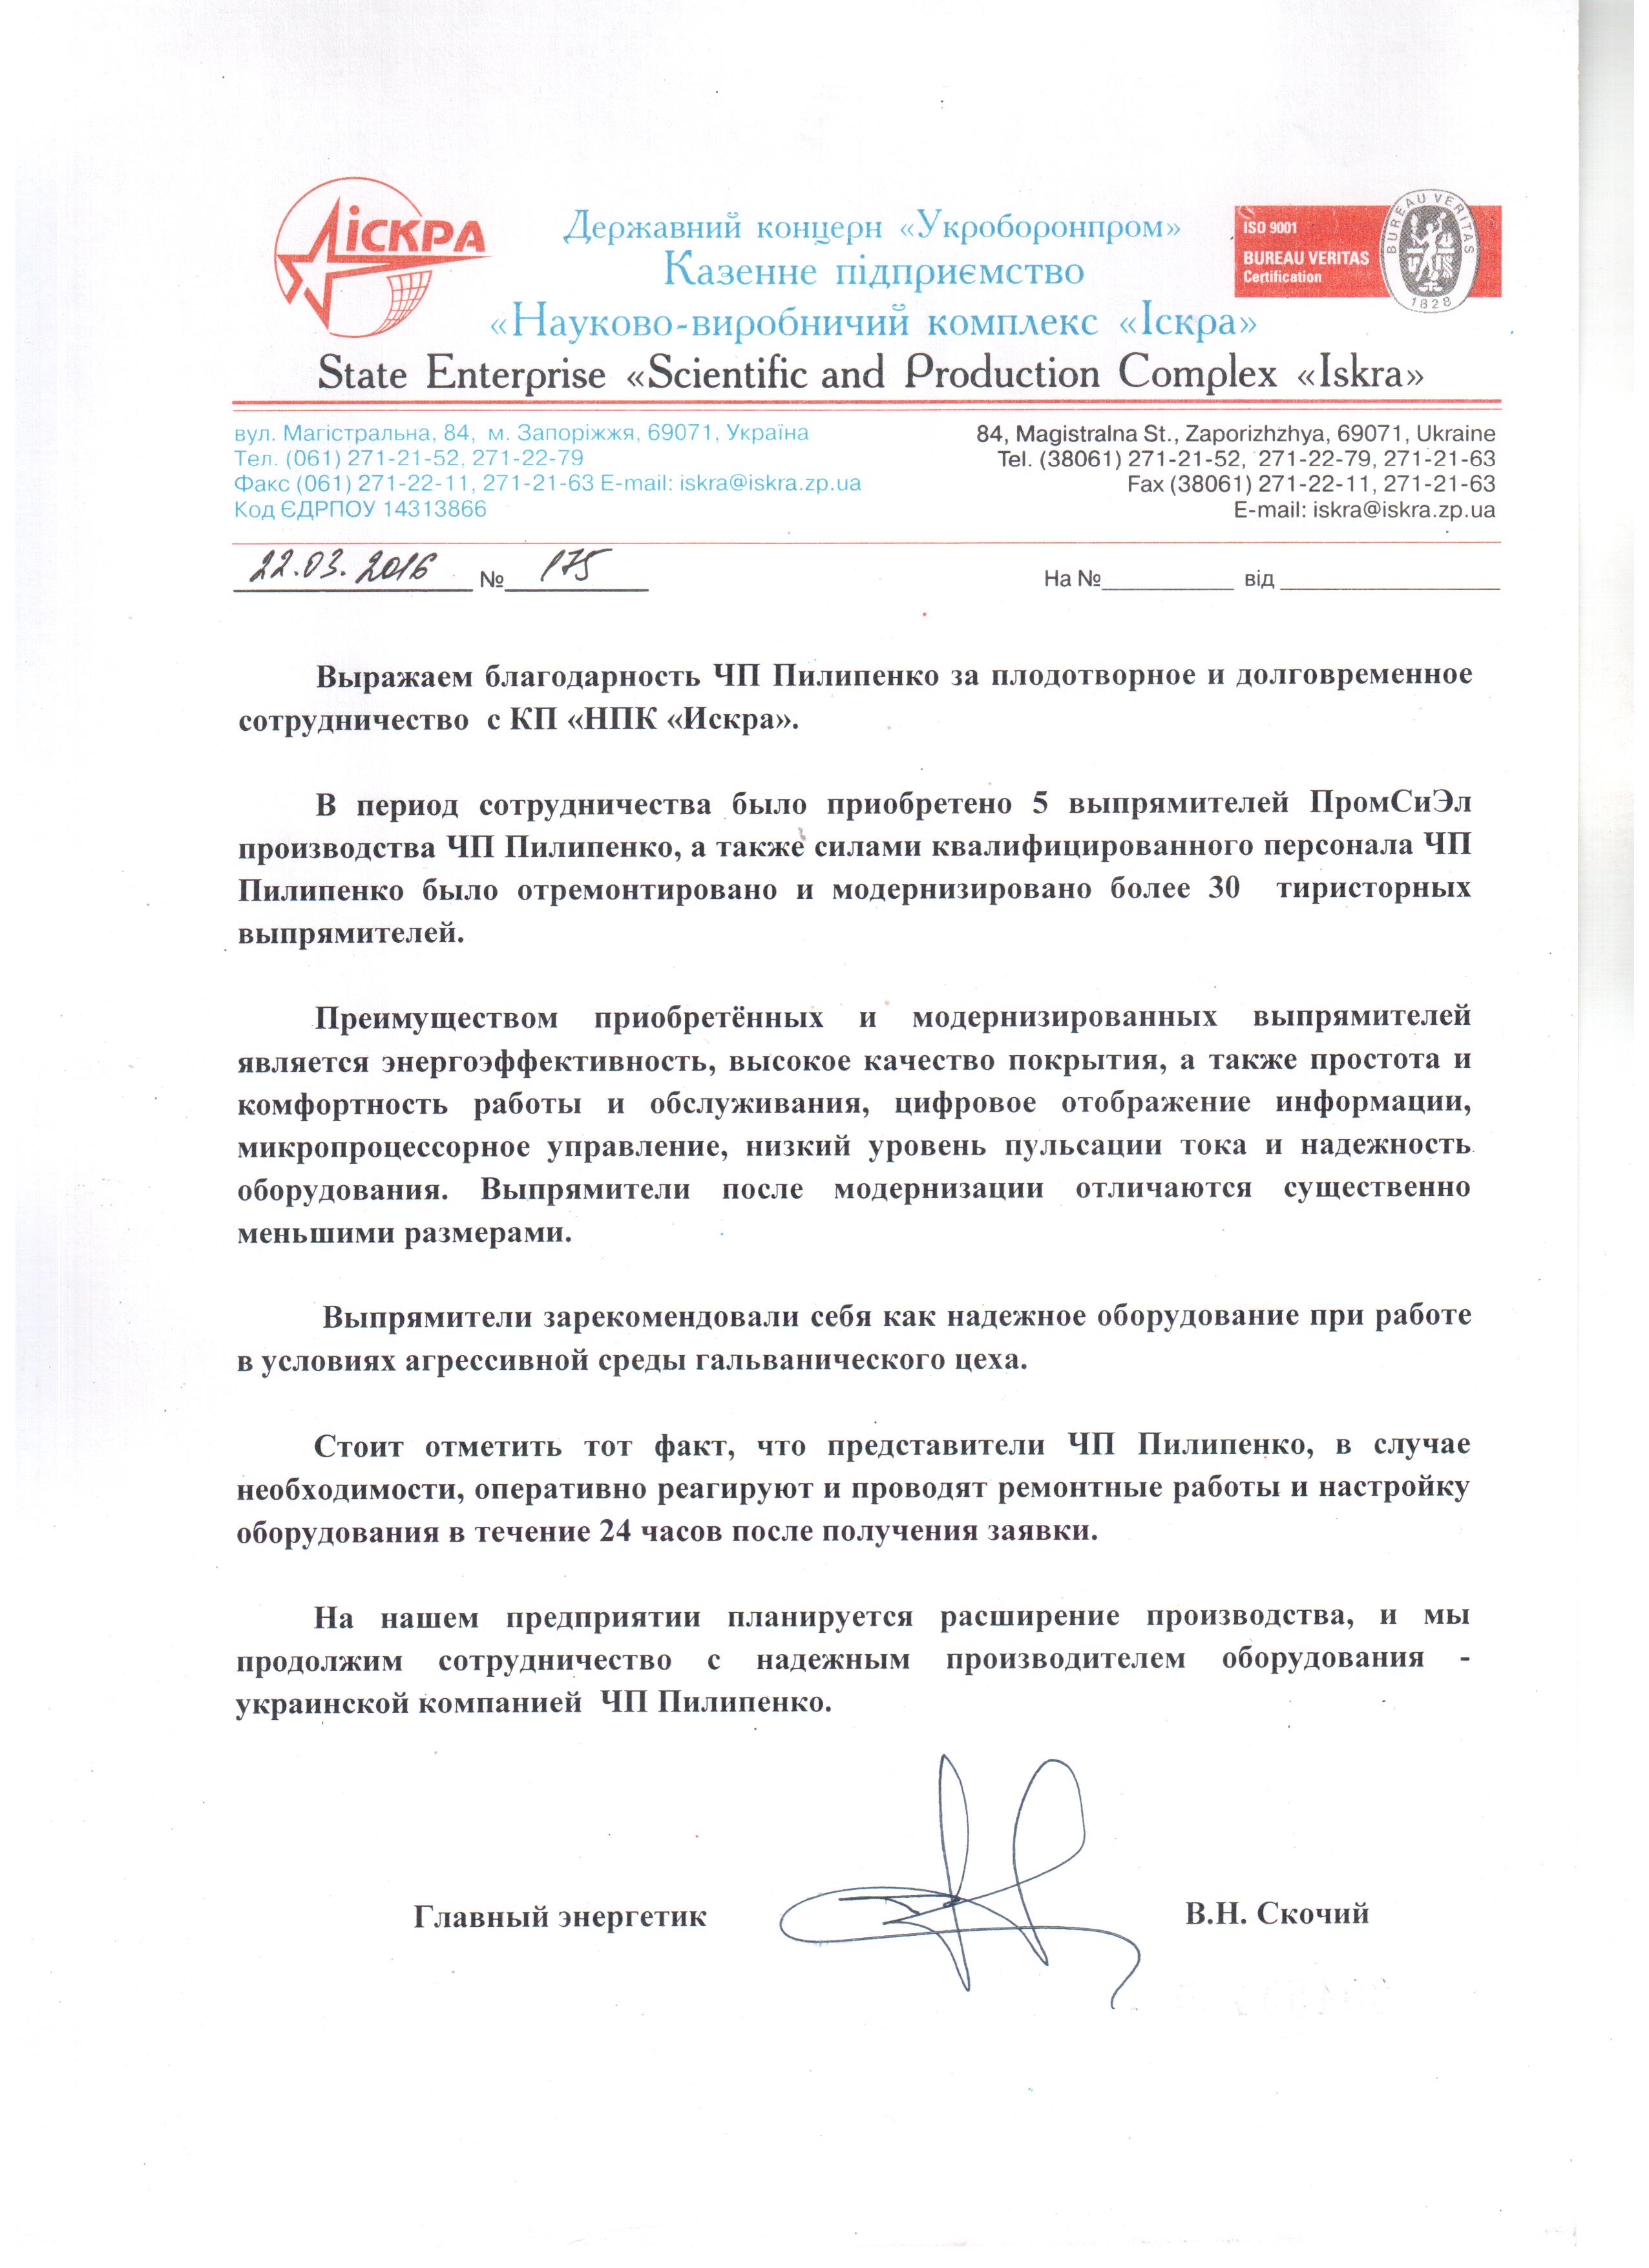 іСКРА
Державний концерн «Укроборонпром»
Казенне підприємство
«Науково-виробничий комплекс «Іскра»
State Enterprise «Scientific and Production Complex «Iskra»
ISO 9001
BUREAU VERITAS
Certification
BUREAU VERITAS
1828
вул. Магістральна, 84, м. Запоріжжя, 69071, Україна
Тел. (061) 271-21-52, 271-22-79
Факс (061) 271-22-11, 271-21-63 E-mail: iskra@iskra.zp.ua
Код ЄДРПОУ 14313866
84, Magistralna St., Zaporizhzhya, 69071, Ukraine
Tel. (38061) 271-21-52, 271-22-79, 271-21-63
Fax (38061) 271-22-11, 271-21-63
E-mail: iskra@iskra.zp.ua
22.03.2016 № 175
На №____________ від ____________________
Выражаем благодарность ЧП Пилипенко за плодотворное и долговременное
сотрудничество с КП «НПК «Искра».
В период сотрудничества было приобретено 5 выпрямителей ПромСиЭл
производства ЧП Пилипенко, а также силами квалифицированного персонала ЧП
Пилипенко было отремонтировано и модернизировано более 30 тиристорных
выпрямителей.
Преимуществом приобретённых и модернизированных выпрямителей
является энергоэффективность, высокое качество покрытия, а также простота и
комфортность работы и обслуживания, цифровое отображение информации,
микропроцессорное управление, низкий уровень пульсации тока и надежность
оборудования. Выпрямители после модернизации отличаются существенно
меньшими размерами.
Выпрямители зарекомендовали себя как надежное оборудование при работе
в условиях агрессивной среды гальванического цеха.
Стоит отметить тот факт, что представители ЧП Пилипенко, в случае
необходимости, оперативно реагируют и проводят ремонтные работы и настройку
оборудования в течение 24 часов после получения заявки.
На нашем предприятии планируется расширение производства, и мы
продолжим сотрудничество с надежным производителем оборудования -
украинской компанией ЧП Пилипенко.
Главный энергетик
В.Н. Скочий